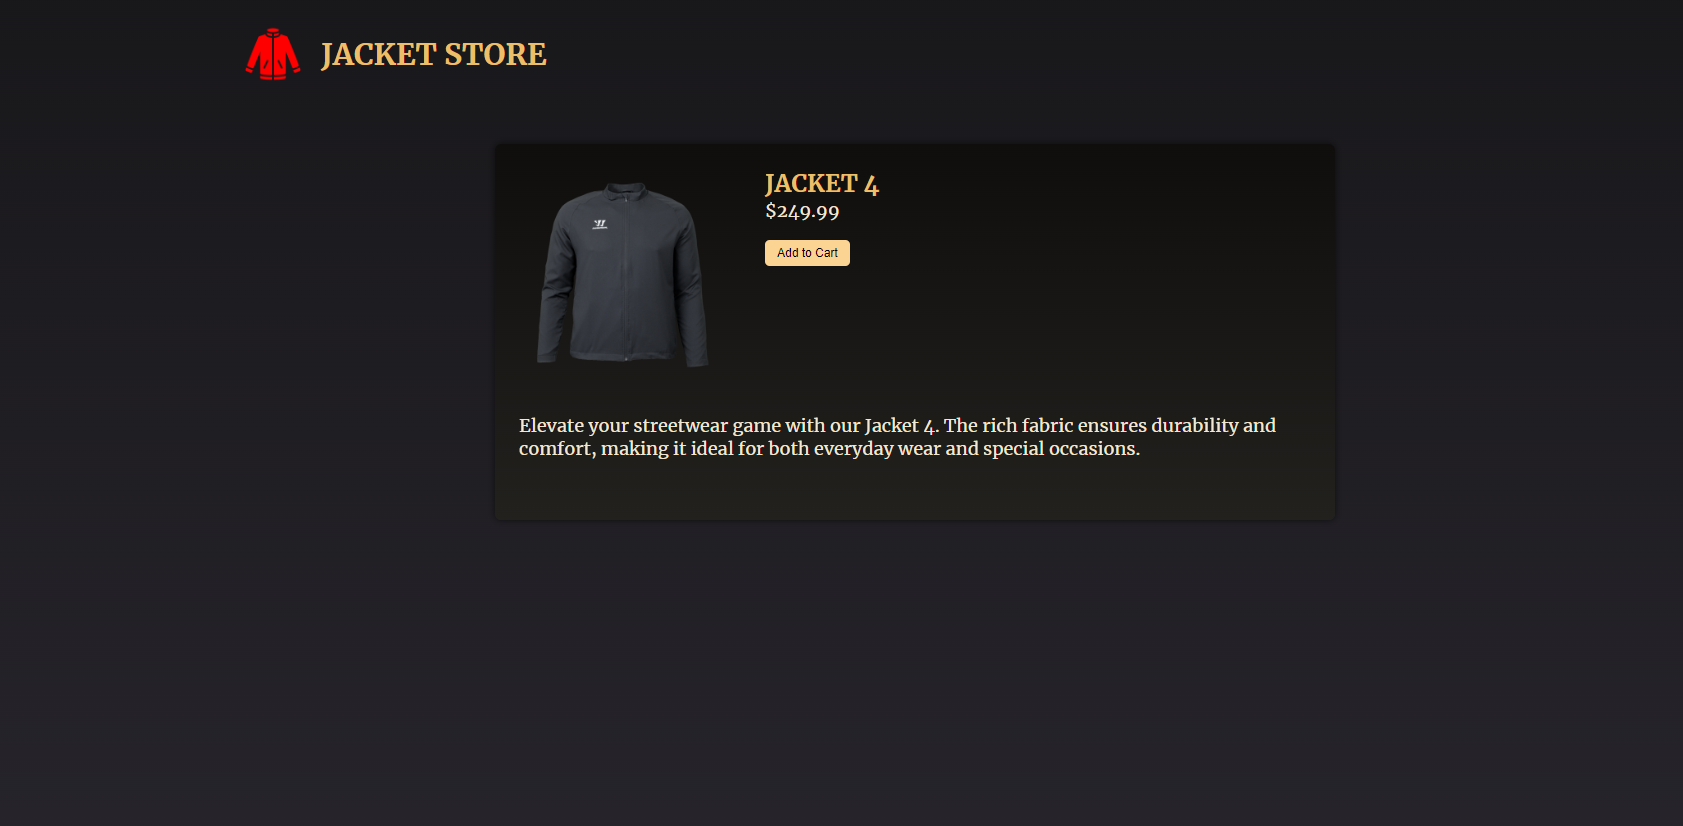 JACKET STORE
JACKET 4
$249.99
Add to Cart
Elevate your streetwear game with our Jacket 4. The rich fabric ensures durability and
comfort, making it ideal for both everyday wear and special occasions.